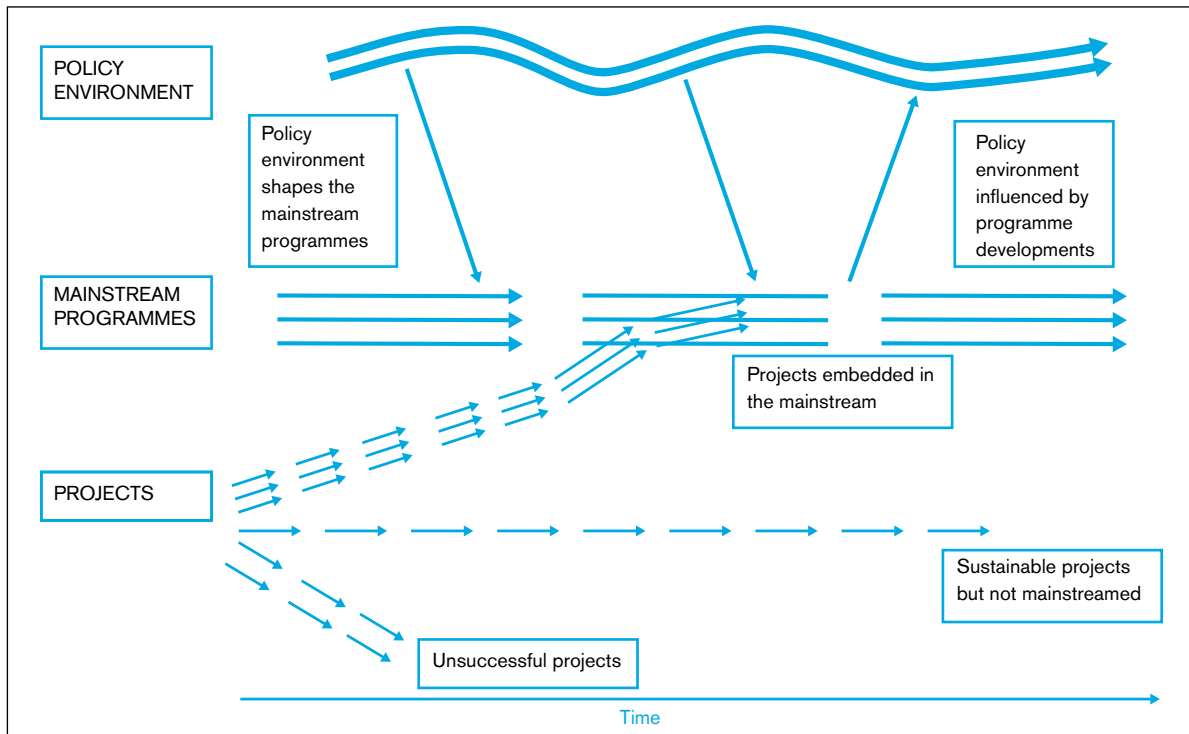 POLICY
ENVIRONMENT
Policy
environment
shapes the
mainstream
programmes
Policy
environment
influenced by
programme
developments
MAINSTREAM
PROGRAMMES
Projects embedded in
the mainstream
PROJECTS
Sustainable projects
but not mainstreamed
Unsuccessful projects
Time